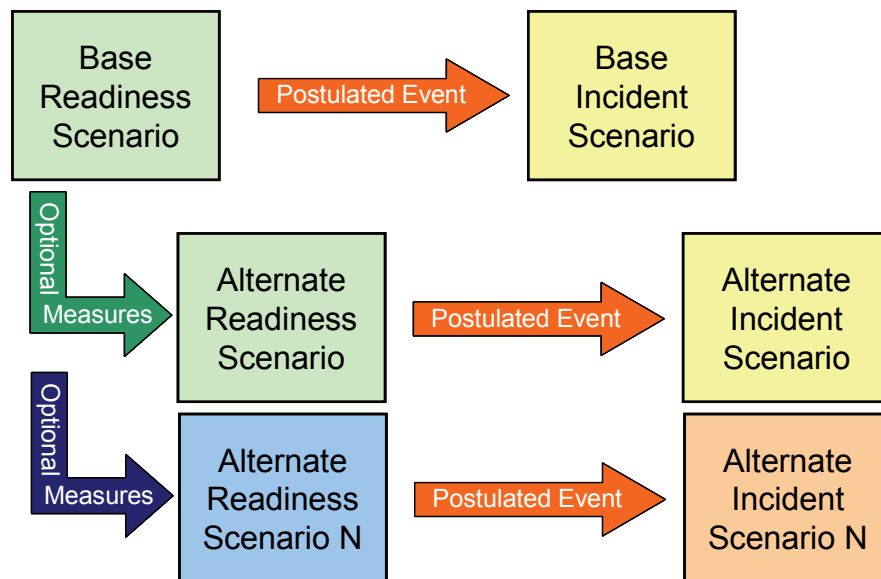 Base
Readiness
Scenario
Postulated Event
Base
Incident
Scenario
Optional
Measures
Alternate
Readiness
Scenario
Postulated Event
Alternate
Incident
Scenario
Optional
Measures
Alternate
Readiness
Scenario N
Postulated Event
Alternate
Incident
Scenario N